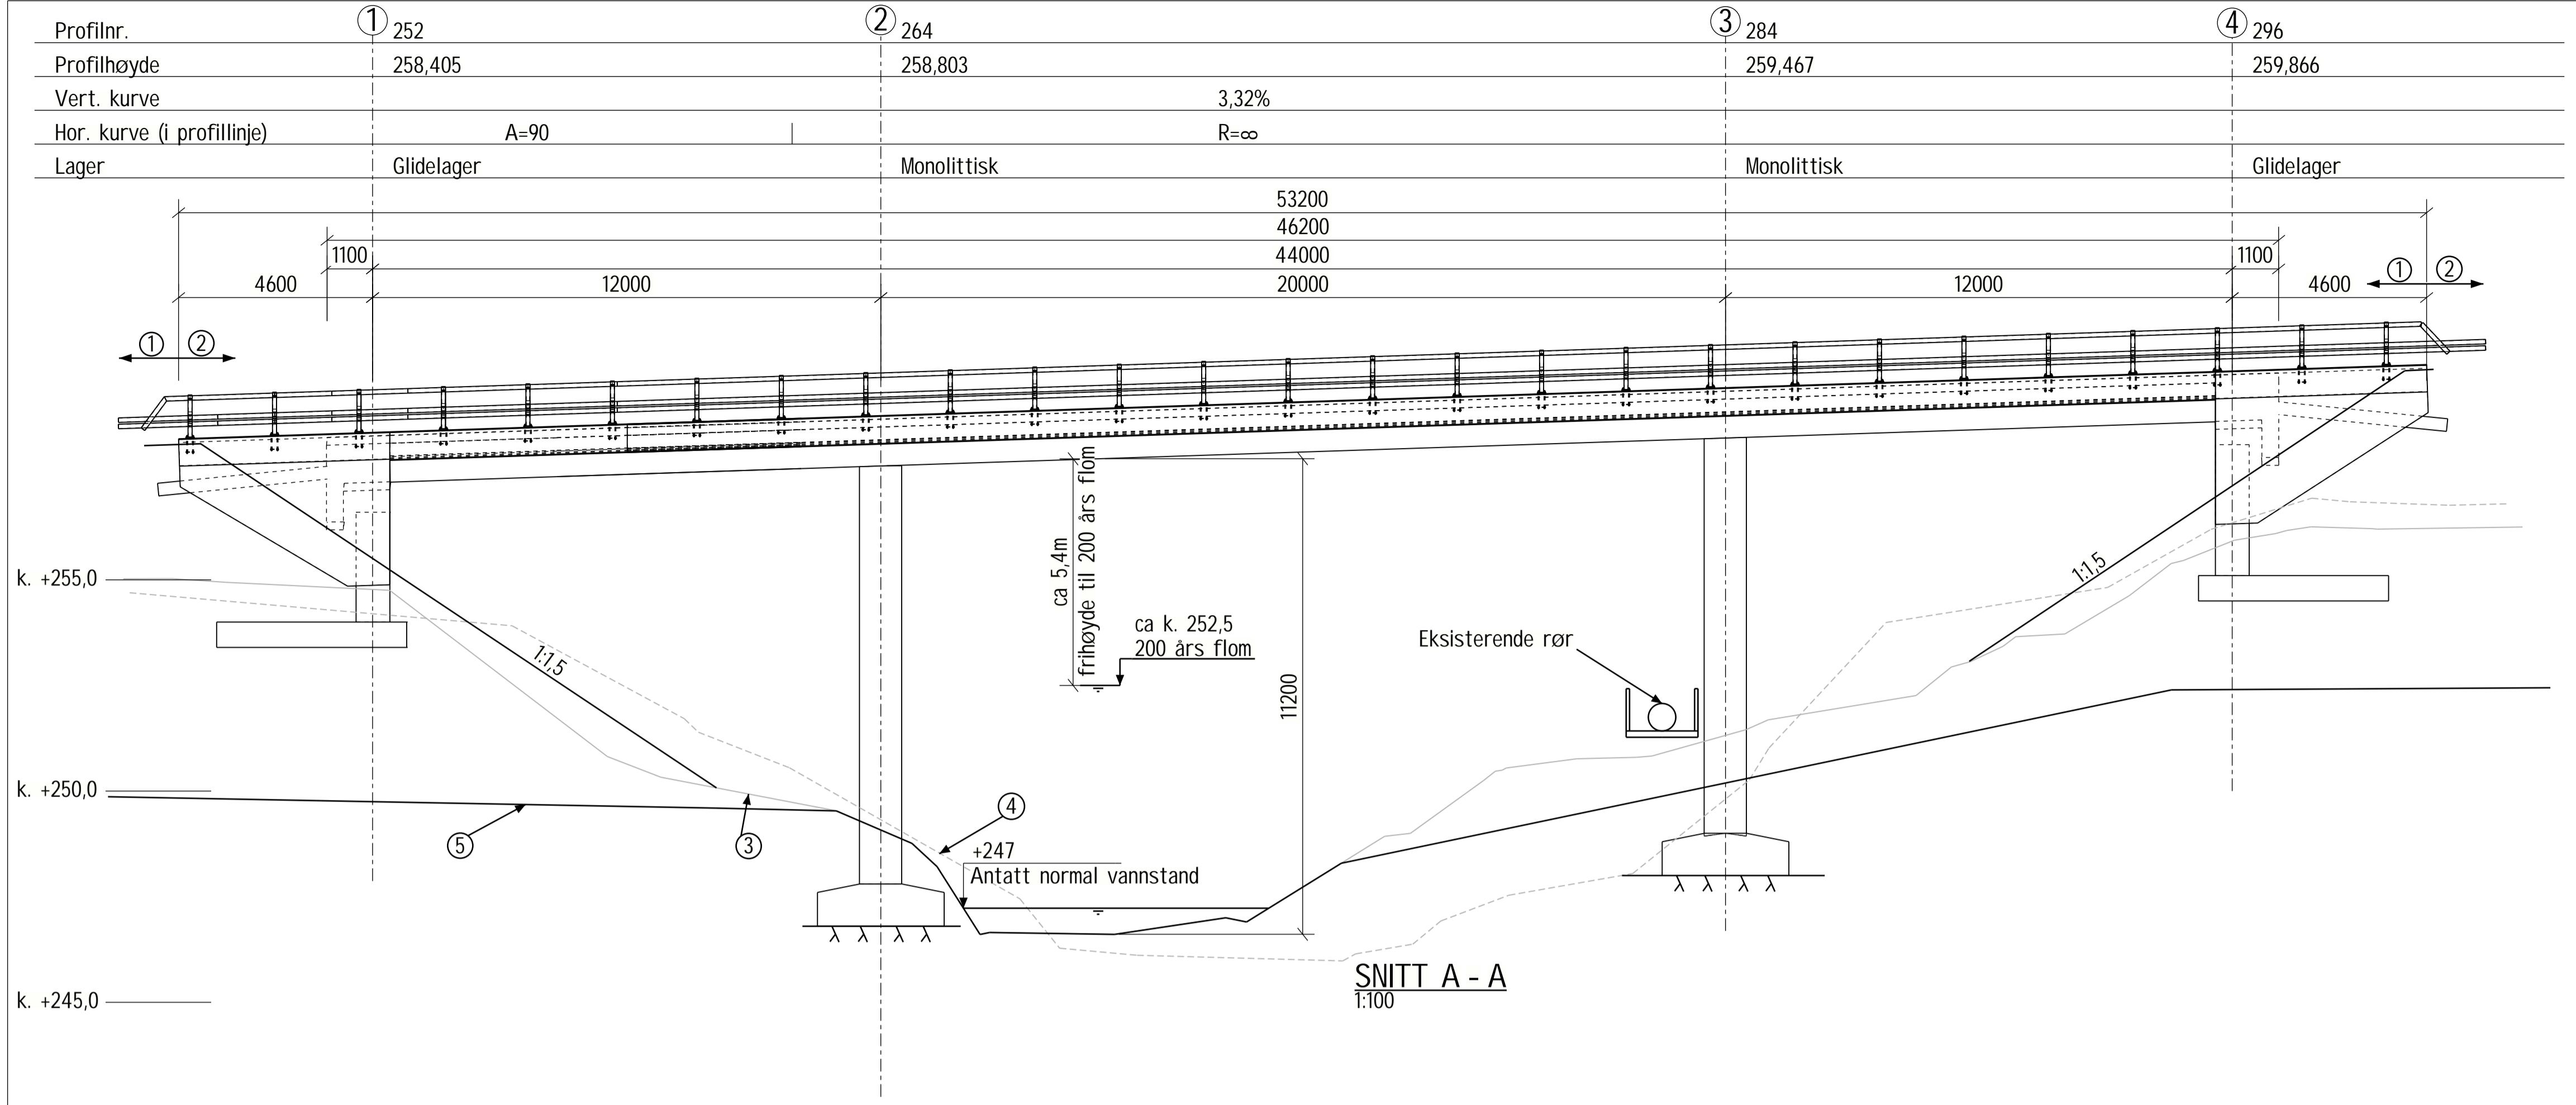 1 2 3 4
Profilnr. 252 264 284 296
Profilhøyde 258,405 258,803 259,467 259,866
Vert. kurve 3,32%
Hor. kurve (i profillinje) A=90 R=∞
Lager Glidelager Monolittisk Monolittisk Glidelager
53200
46200
1100 44000 1100
4600 12000 20000 12000 4600
1 2
1 2
frihøyde til 200 års flom
ca 5,4m
ca k. 252,5
200 års flom
11200
Eksisterende rør
1:1,5
1:1,5
k. +255,0
k. +250,0
k. +245,0
5
3
4
+247
Antatt normal vannstand
SNITT A - A
1:100